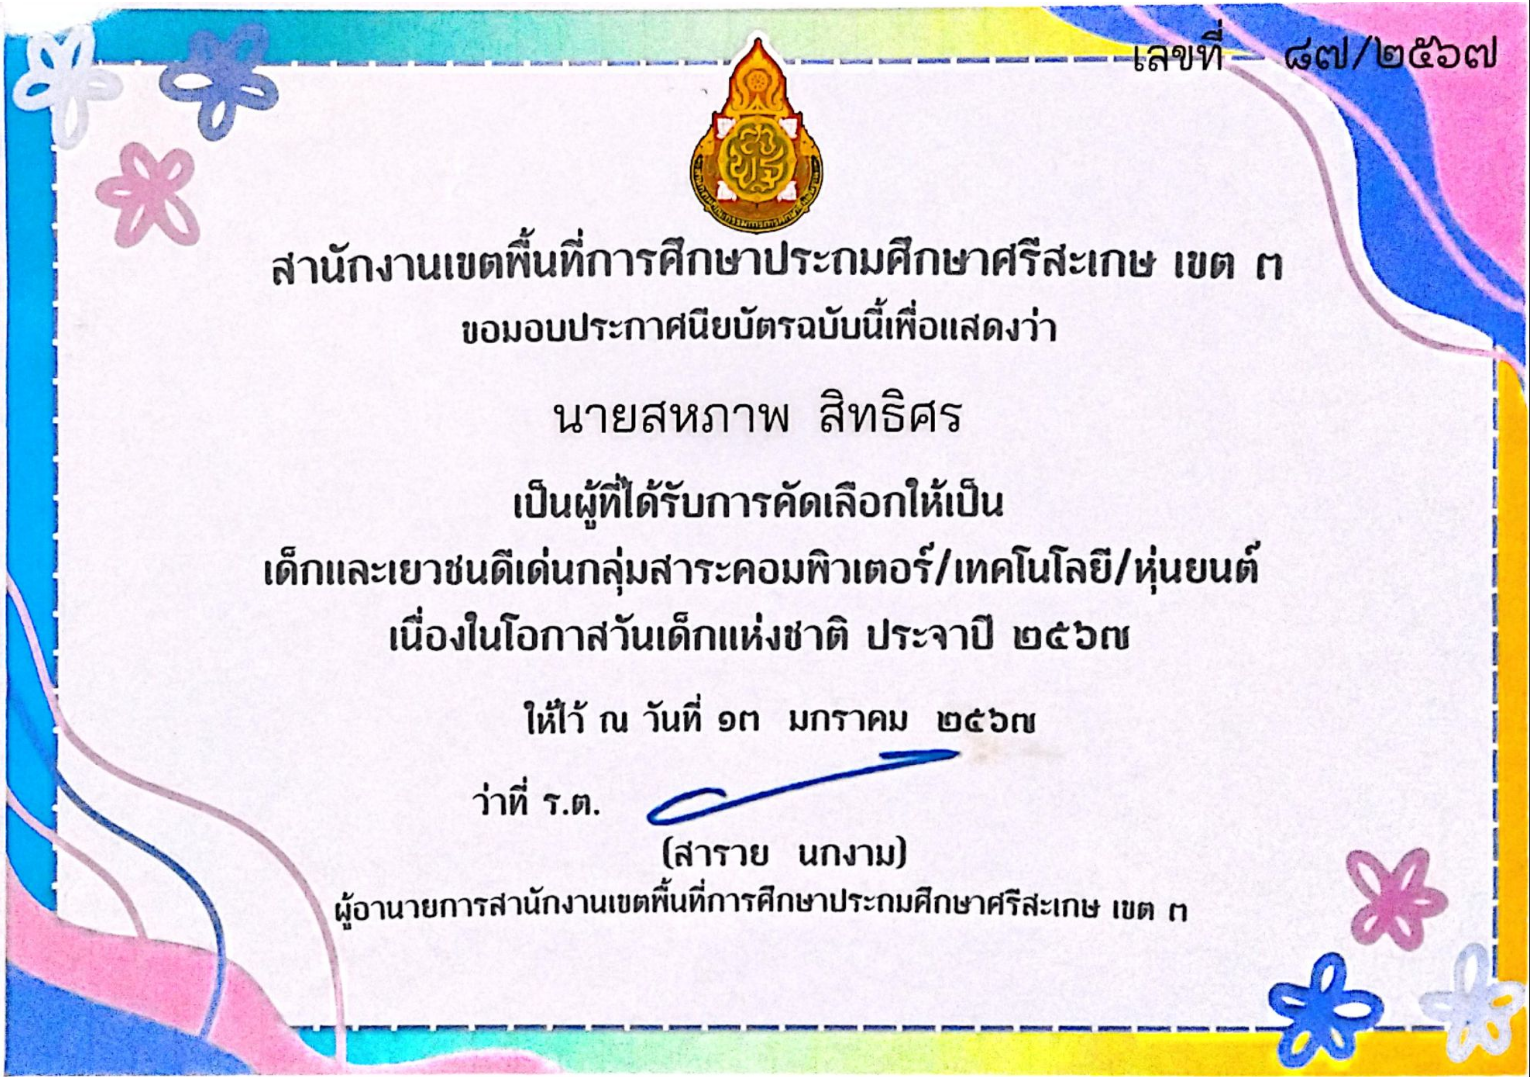 เลขที่ ๘๗/๒๕๖๗
สำนักงานเขตพื้นที่การศึกษาประถมศึกษาศรีสะเกษ เขต ๓
ขอมอบประกาศนียบัตรฉบับนี้เพื่อแสดงว่า
นายสหภาพ สิทธิศร
เป็นผู้ที่ได้รับการคัดเลือกให้เป็น
เด็กและเยาวชนดีเด่นกลุ่มสาระคอมพิวเตอร์/เทคโนโลยี/หุ่นยนต์
เนื่องในโอกาสวันเด็กแห่งชาติ ประจำปี ๒๕๖๗
ให้ไว้ ณ วันที่ ๑๓ มกราคม ๒๕๖๗
ว่าที่ ร.ต.
(สำรวย นกงาม)
ผู้อำนวยการสำนักงานเขตพื้นที่การศึกษาประถมศึกษาศรีสะเกษ เขต ๓